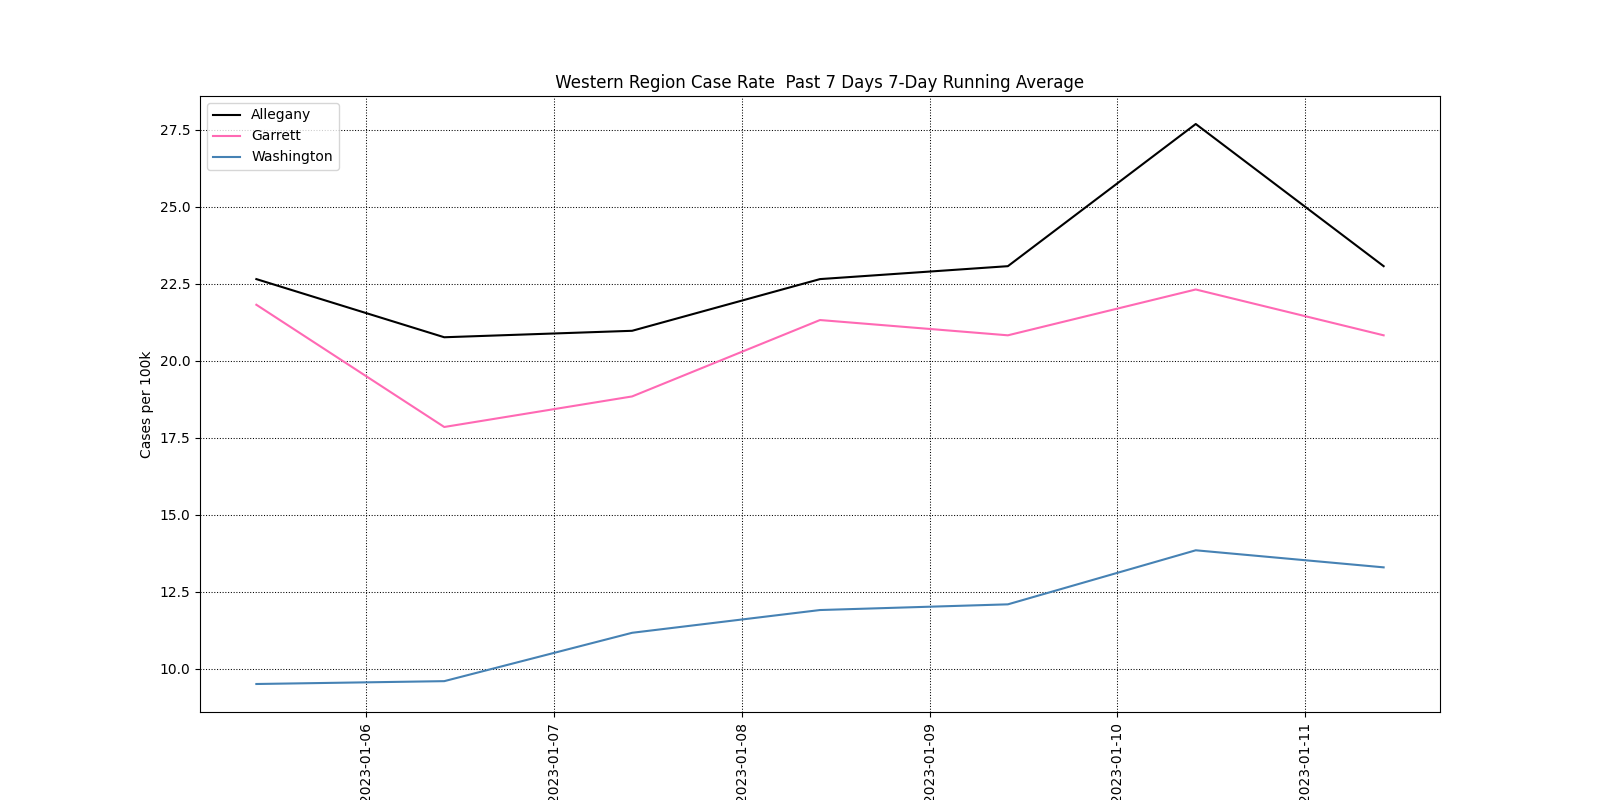 Western Region Case Rate  Past 7 Days 7-Day Running Average
Allegany
Garrett
Washington
27.5
25.0
22.5
20.0
17.5
15.0
12.5
10.0
Cases per 100k
2023-01-06
2023-01-07
2023-01-08
2023-01-09
2023-01-10
2023-01-11